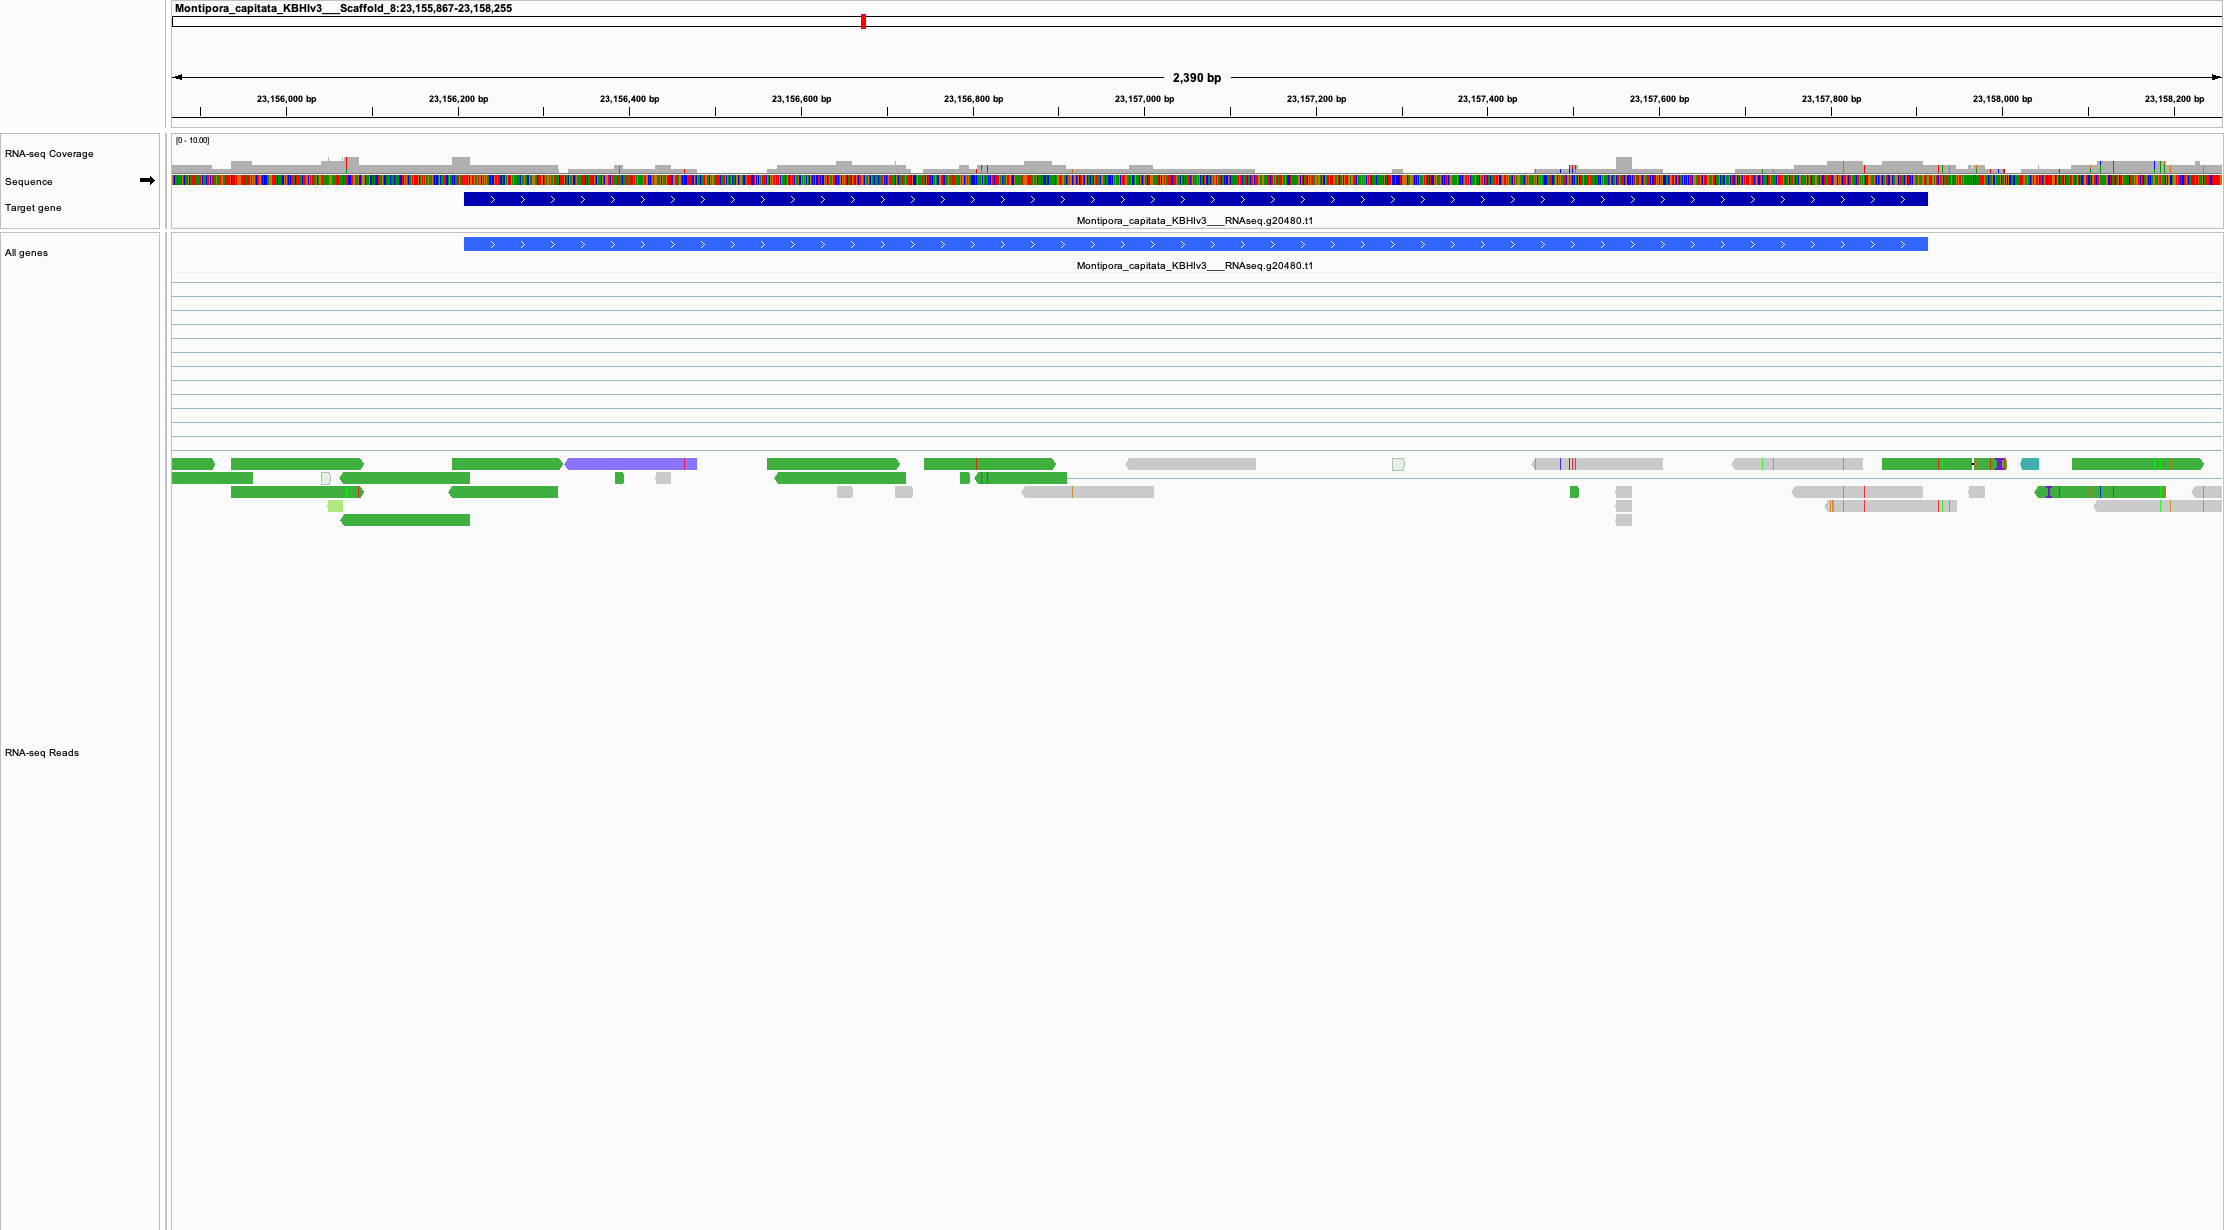 Montipora_capitata_KBHIv3___Scaffold_8:23,155,867-23,158,255
2,390 bp
23,156,000 bp 23,156,200 bp 23,156,400 bp 23,156,600 bp 23,156,800 bp 23,157,000 bp 23,157,200 bp 23,157,400 bp 23,157,600 bp 23,157,800 bp 23,158,000 bp 23,158,200 bp
[0 - 10.00]
RNA-seq Coverage
Sequence
Target gene
Montipora_capitata_KBHIv3___RNAseq.g20480.t1
All genes
Montipora_capitata_KBHIv3___RNAseq.g20480.t1
RNA-seq Reads